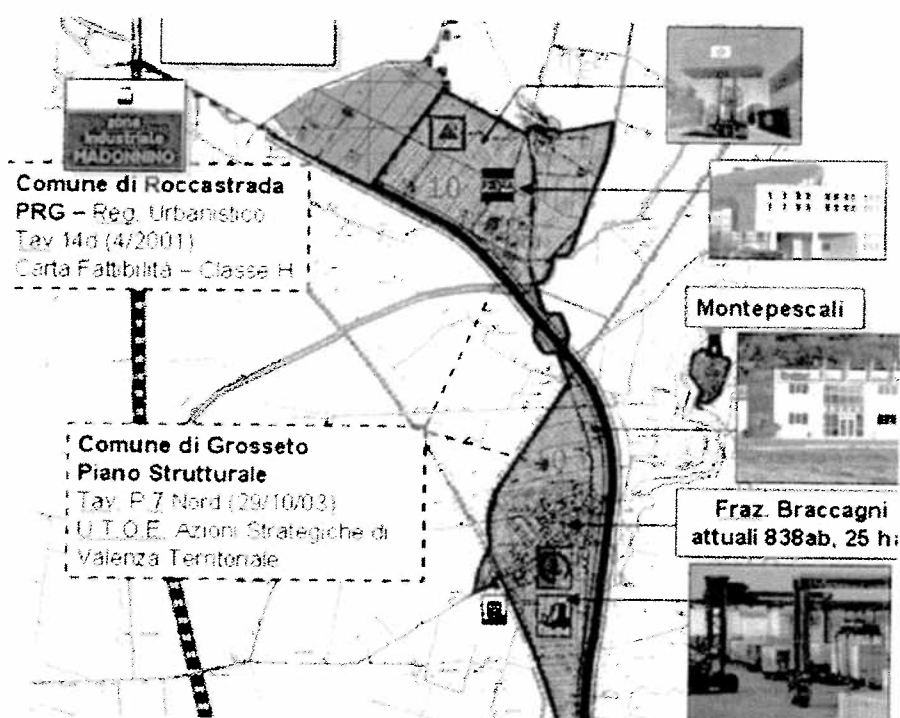 zona
industriale
MADONNINO
Comune di Roccastrada
PRG – Reg. Urbanistico
Tav 14d (4/2001)
Carta Fattibilità – Classe H
10
Montepescali
Comune di Grosseto
Piano Strutturale
Tav. P.7 Nord (29/10/03)
U.T.O.E. Azioni Strategiche di
Valenza Territoriale
Fraz. Braccagni
attuali 838ab, 25 ha